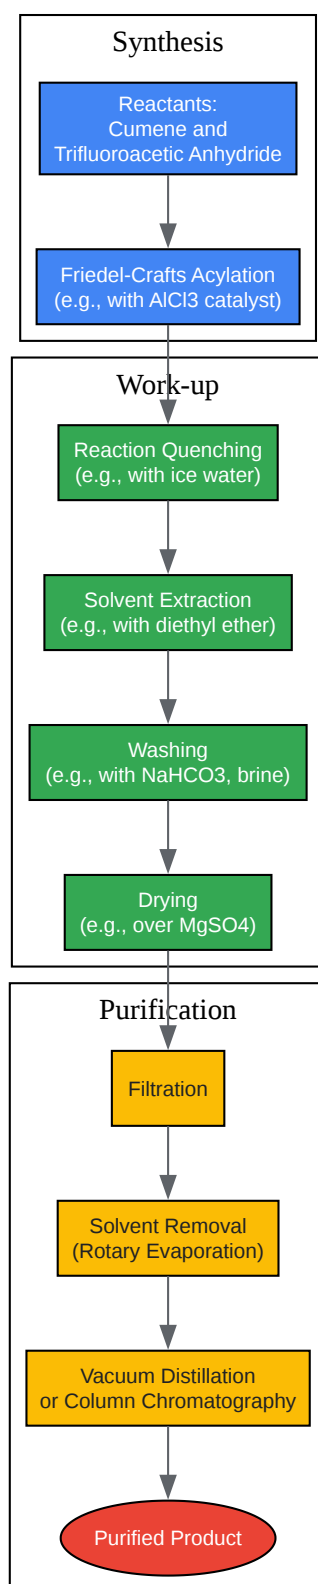 Synthesis
Reactants:
Cumene and
Trifluoroacetic Anhydride
Friedel-Crafts Acylation
(e.g., with AlCl3 catalyst)
Work-up
Reaction Quenching
(e.g., with ice water)
Solvent Extraction
(e.g., with diethyl ether)
Washing
(e.g., with NaHCO3, brine)
Drying
(e.g., over MgSO4)
Purification
Filtration
Solvent Removal
(Rotary Evaporation)
Vacuum Distillation
or Column Chromatography
Purified Product